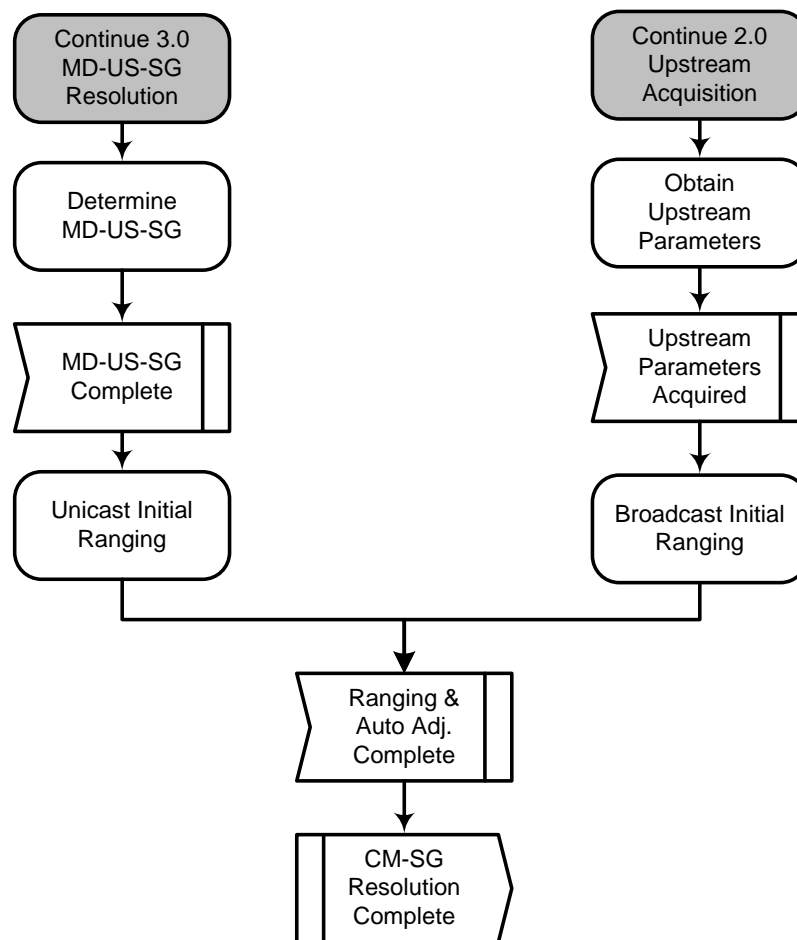 Continue 3.0
MD-US-SG
Resolution
Continue 2.0
Upstream
Acquisition
Determine
MD-US-SG
Obtain
Upstream
Parameters
MD-US-SG
Complete
Upstream
Parameters
Acquired
Unicast Initial
Ranging
Broadcast Initial
Ranging
Ranging &
Auto Adj.
Complete
CM-SG
Resolution
Complete